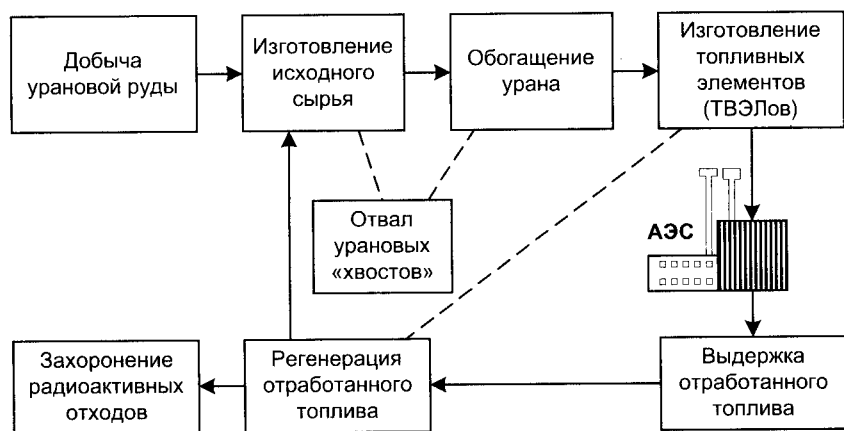 Добыча
урановой руды
Изготовление
исходного
сырья
Обогащение
урана
Изготовление
топливных
элементов
(ТВЭЛов)
Отвал
урановых
«хвостов»
АЭС
Захоронение
радиоактивных
отходов
Регенерация
отработанного
топлива
Выдержка
отработанного
топлива